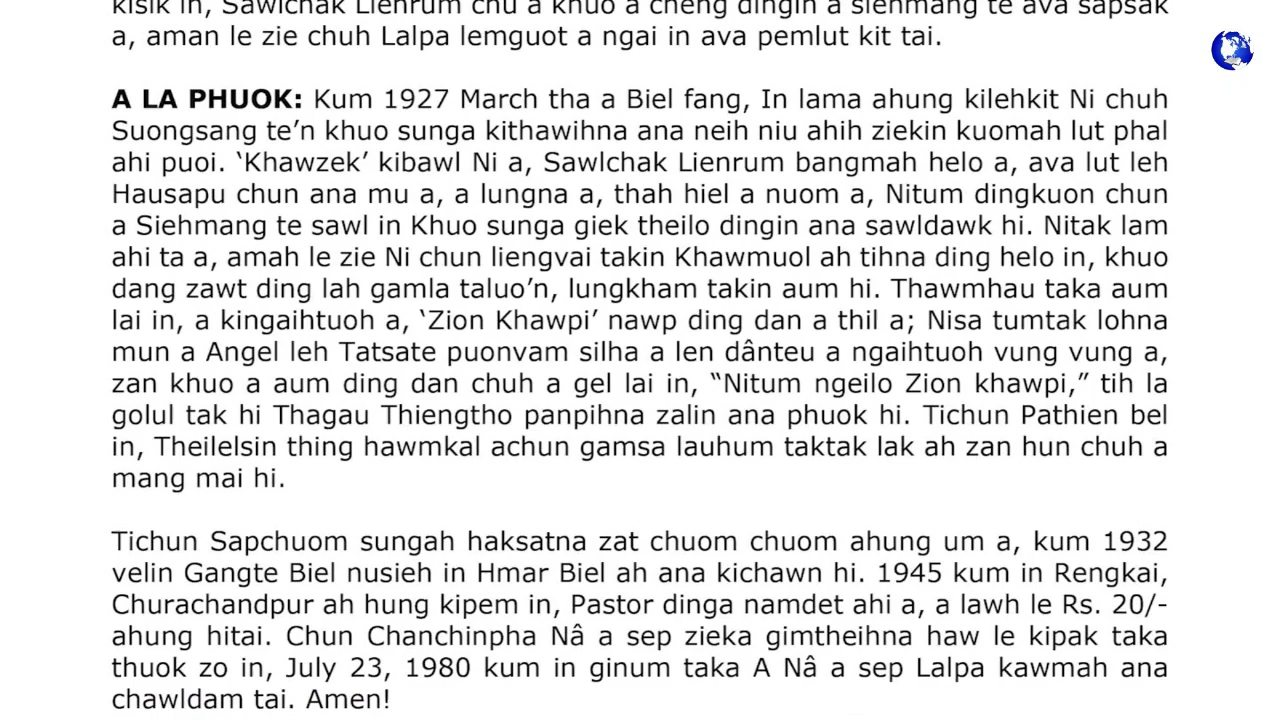 kisik in, Sawlchak Lienrum chu a khuo a cheng dingin a siehmang te ava sapsak
a, aman le zie chuh Lalpa lemguot a ngai in ava pemlut kit tai.
A LA PHUOK: Kum 1927 March tha a Biel fang, In lama ahung kilehkit Ni chuh
Suongsang te’n khuo sunga kithawihna ana neih niu ahih ziekin kuomah lut phal
ahi puoi. ‘Khawzek’ kibawl Ni a, Sawlchak Lienrum bangmah helo a, ava lut leh
Hausapu chun ana mu a, a lungna a, thah hiel a nuom a, Nitum dingkuon chun
a Siehmang te sawl in Khuo sunga giek theilo dingin ana sawldawk hi. Nitak lam
ahi ta a, amah le zie Ni chun liengvai takin Khawmuol ah tihna ding helo in, khuo
dang zawt ding lah gamla taluo’n, lungkham takin aum hi. Thawmhau taka aum
lai in, a kingaihtuoh a, ‘Zion Khawpi’ nawp ding dan a thil a; Nisa tumtak lohna
mun a Angel leh Tatsate puonvam silha a len dânteu a ngaihtuoh vung vung a,
zan khuo a aum ding dan chuh a gel lai in, “Nitum ngeilo Zion khawpi,” tih la
golul tak hi Thagau Thiengtho panpihna zalin ana phuok hi. Tichun Pathien bel
in, Theilelsin thing hawmkal achun gamsa lauhum taktak lak ah zan hun chuh a
mang mai hi.
Tichun Sapchuom sungah haksatna zat chuom chuom ahung um a, kum 1932
velin Gangte Biel nusieh in Hmar Biel ah ana kichawn hi. 1945 kum in Rengkai,
Churachandpur ah hung kipem in, Pastor dinga namdet ahi a, a lawh le Rs. 20/-
ahung hitai. Chun Chanchinpha Nâ a sep zieka gimtheihna haw le kipak taka
thuok zo in, July 23, 1980 kum in ginum taka A Nâ a sep Lalpa kawmah ana
chawldam tai. Amen!